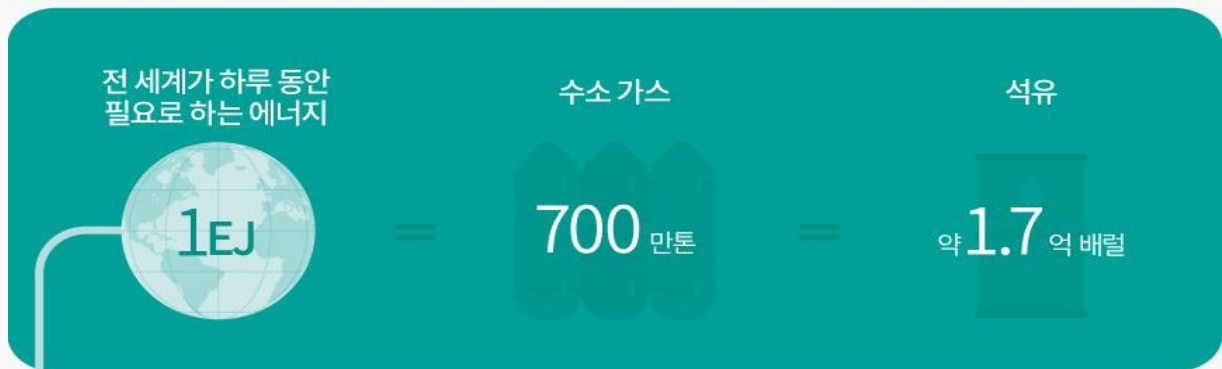 전 세계가 하루 동안
필요로 하는 에너지
1EJ
수소 가스
700 만톤
석유
약 1.7 억 배럴